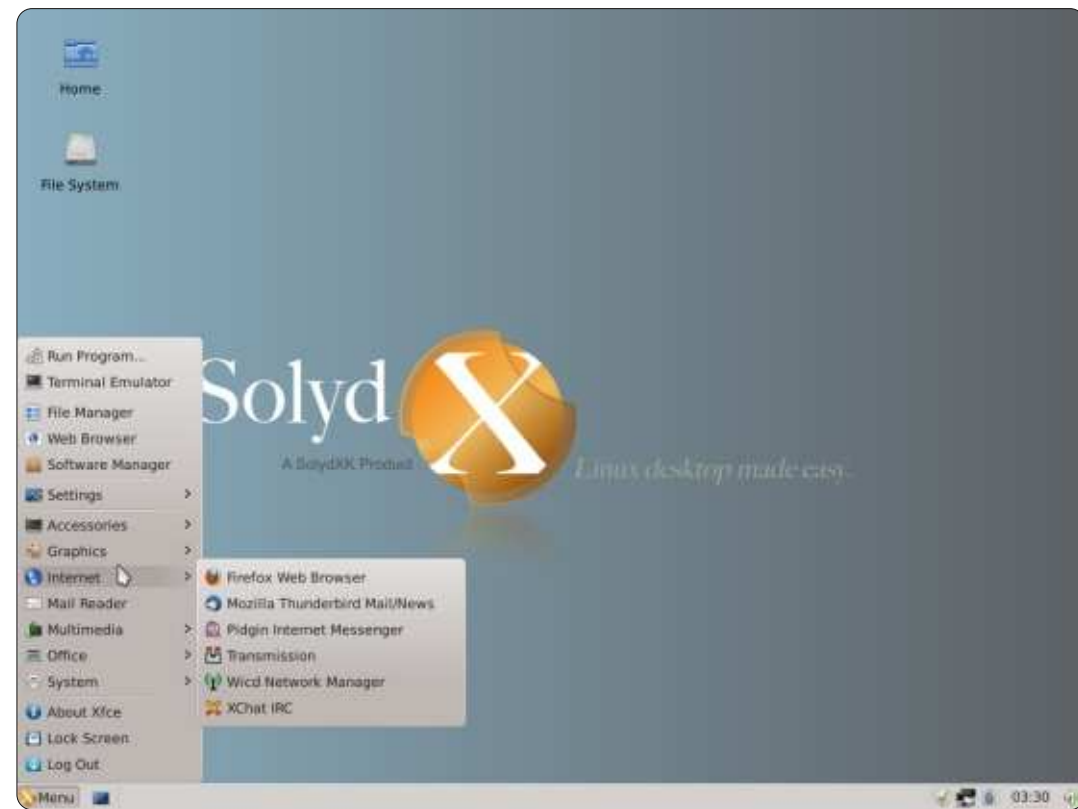 Home
File System
Run Program...
Terminal Emulator
File Manager
Web Browser
Software Manager
Settings
Accessories
Graphics
Internet
Mail Reader
Multimedia
Office
System
About Xfce
Lock Screen
Log Out
Firefox Web Browser
Mozilla Thunderbird Mail/News
Pidgin Internet Messenger
Transmission
Wicd Network Manager
XChat IRC
Solyd X
A SolydXK Product
Linux desktop made easy.
Menu
03:30